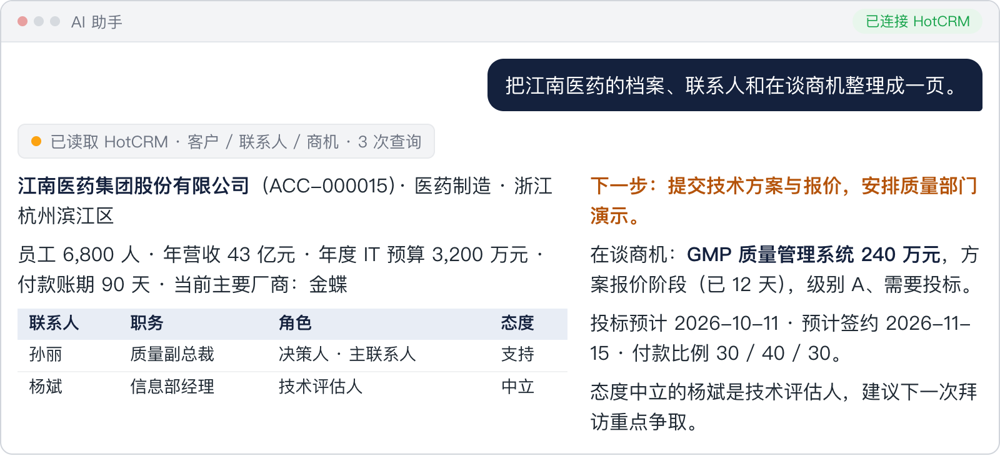 AI 助手
已连接 HotCRM
把江南医药的档案、联系人和在谈商机整理成一页。
已读取 HotCRM · 客户 / 联系人 / 商机 · 3 次查询
江南医药集团股份有限公司（ACC-000015）· 医药制造 · 浙江
杭州滨江区
员工 6,800 人 · 年营收 43 亿元 · 年度 IT 预算 3,200 万元 ·
付款账期 90 天 · 当前主要厂商：金蝶
联系人 职务 角色 态度
孙丽 质量副总裁 决策人 · 主联系人 支持
杨斌 信息部经理 技术评估人 中立
下一步：提交技术方案与报价，安排质量部门
演示。
在谈商机：GMP 质量管理系统 240 万元，方
案报价阶段（已 12 天），级别 A、需要投标。
投标预计 2026-10-11 · 预计签约 2026-11-
15 · 付款比例 30 / 40 / 30。
态度中立的杨斌是技术评估人，建议下一次拜
访重点争取。